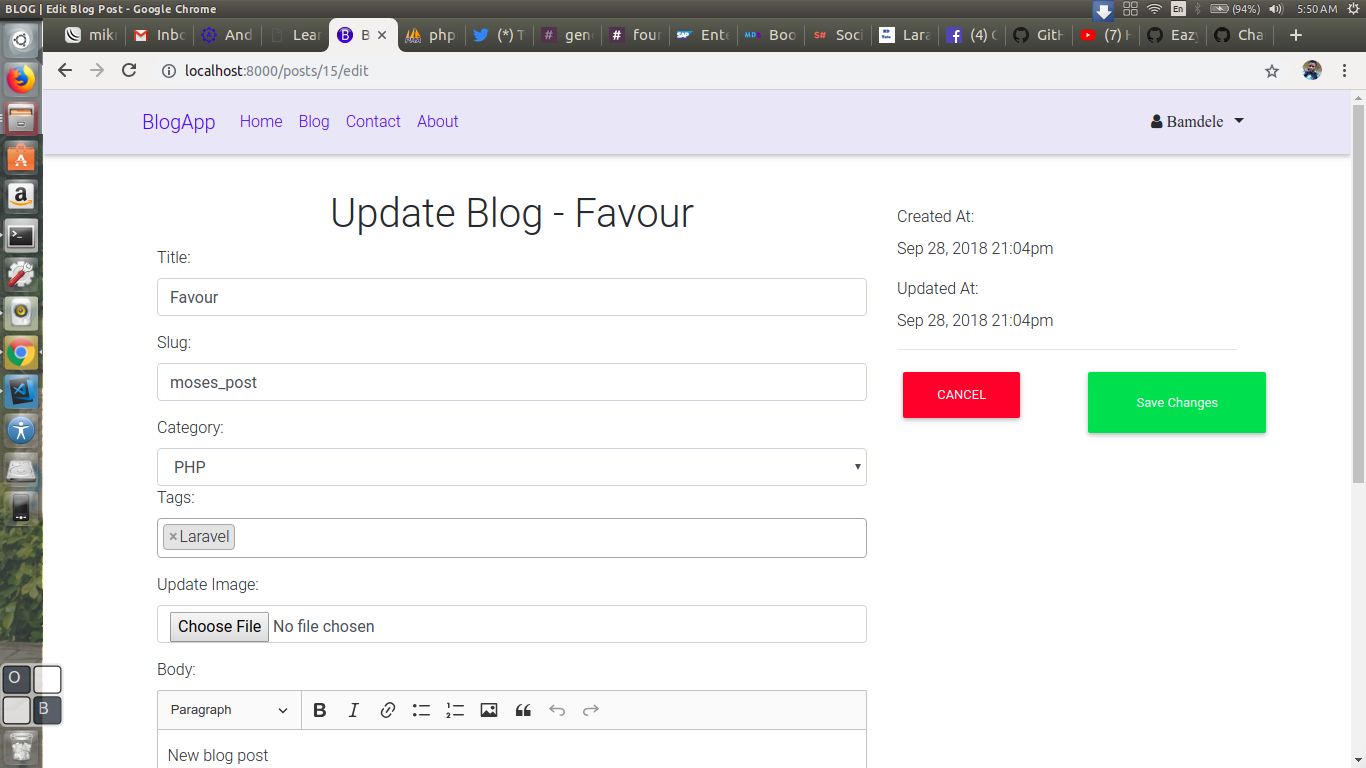 BLOG | Edit Blog Post - Google Chrome
En (94%) 5:50 AM
mikr Inbo And Lear B php (*) T gene four Ente Boo Soci Lara (4) GitH (7) Eazy Cha
localhost:8000/posts/15/edit
BlogApp Home Blog Contact About Bamdele
Update Blog - Favour
Title:
Favour
Slug:
moses_post
Category:
PHP
Tags:
×Laravel
Update Image:
Choose File No file chosen
Body:
Paragraph
New blog post
Created At:
Sep 28, 2018 21:04pm
Updated At:
Sep 28, 2018 21:04pm
CANCEL Save Changes
O
B